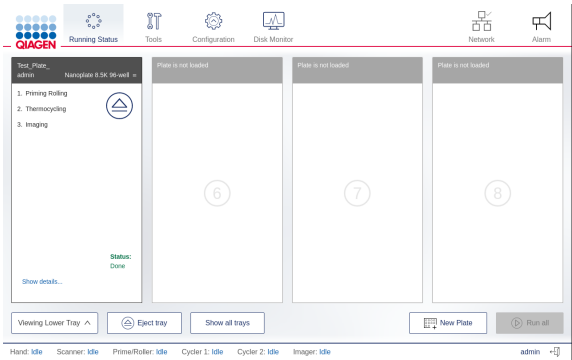 QIAGEN
Running Status
Tools
Configuration
Disk Monitor
Network
Alarm
Test_Plate_
admin Nanoplate 8.5K 96-well
1. Priming Rolling
2. Thermocycling
3. Imaging
Status:
Done
Show details...
Plate is not loaded
6
Plate is not loaded
7
Plate is not loaded
8
Viewing Lower Tray
Eject tray
Show all trays
New Plate
Run all
Hand: Idle Scanner: Idle Prime/Roller: Idle Cycler 1: Idle Cycler 2: Idle Imager: Idle admin